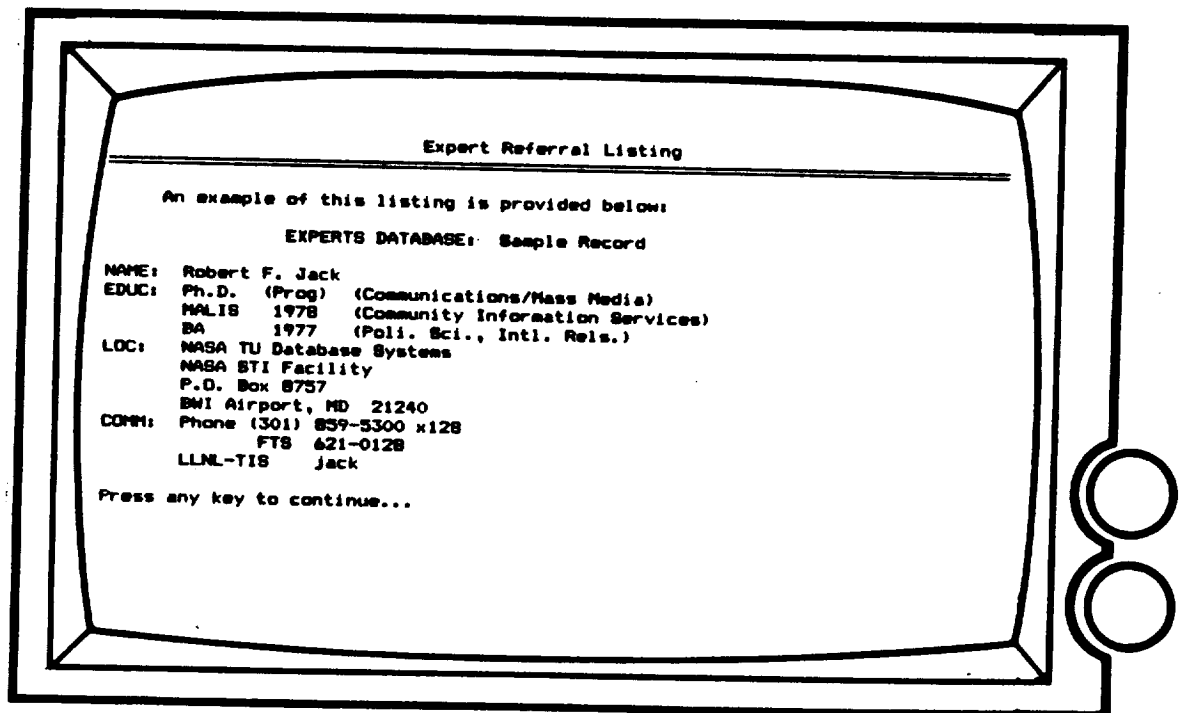 Expert Referral Listing
An example of this listing is provided below:
EXPERTS DATABASE: Sample Record
NAME: Robert F. Jack
EDUC: Ph.D. (Prog) (Communications/Mass Media)
MALIS 1978 (Community Information Services)
BA 1977 (Poli. Sci., Intl. Rels.)
LOC: NASA TU Database Systems
NASA STI Facility
P.O. Box 8757
BWI Airport, MD 21240
COMM: Phone (301) 859-5300 x128
FTS 621-0128
LLNL-TIS jack
Press any key to continue...